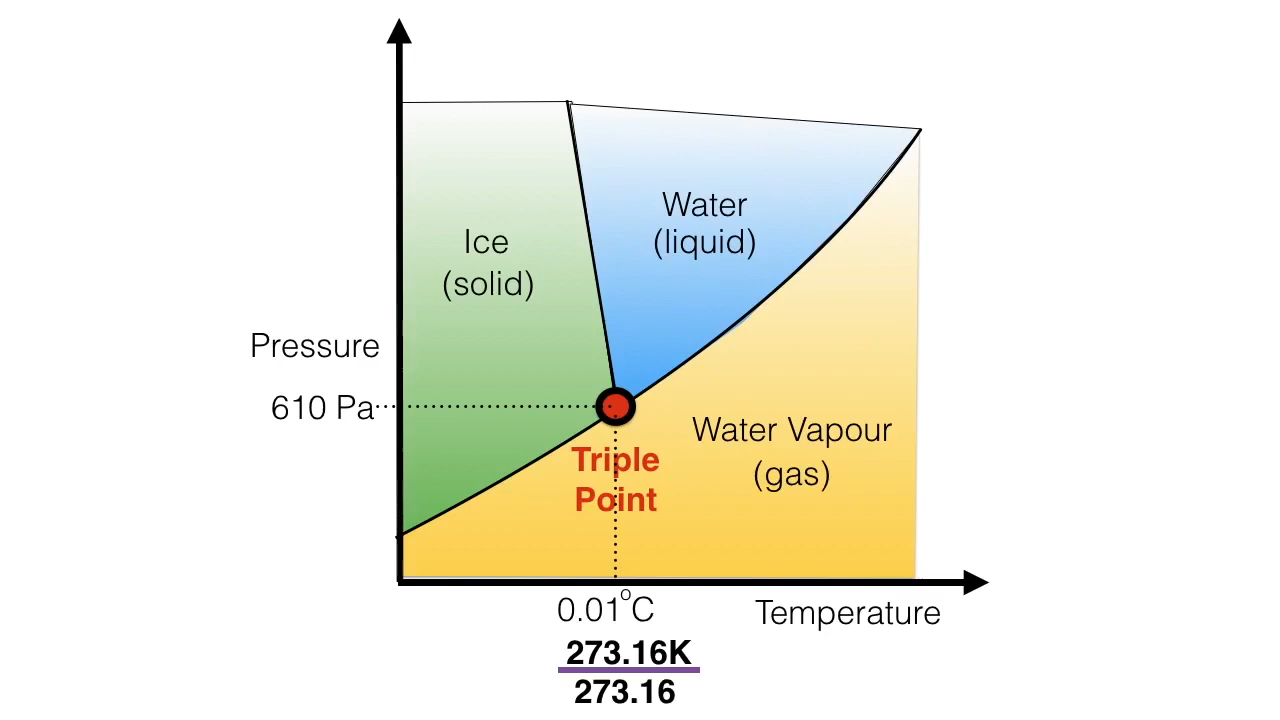 Water
(liquid)
Ice
(solid)
Pressure
610 Pa
Water Vapour
(gas)
Triple
Point
0.01°C
Temperature
273.16K
273.16